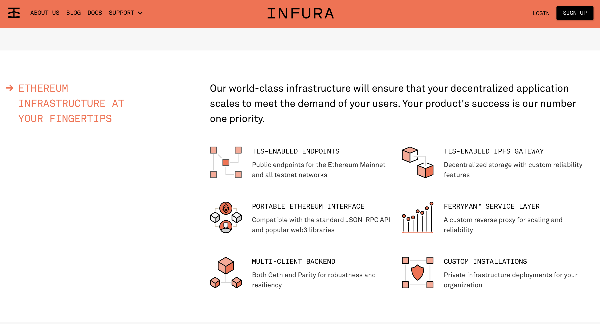 ABOUT US BLOG DOCS SUPPORT
INFURA
LOGIN SIGN UP
→ ETHEREUM
INFRASTRUCTURE AT
YOUR FINGERTIPS
Our world-class infrastructure will ensure that your decentralized application
scales to meet the demand of your users. Your product's success is our number
one priority.
TLS-ENABLED ENDPOINTS
Public endpoints for the Ethereum Mainnet
and all testnet networks
TLS-ENABLED IPFS GATEWAY
Decentralized storage with custom reliability
features
PORTABLE ETHEREUM INTERFACE
Compatible with the standard JSON-RPC API
and popular web3 libraries
FERRYMAN™ SERVICE LAYER
A custom reverse proxy for scaling and
reliability
MULTI-CLIENT BACKEND
Both Geth and Parity for robustness and
resiliency
CUSTOM INSTALLATIONS
Private infrastructure deployments for your
organization